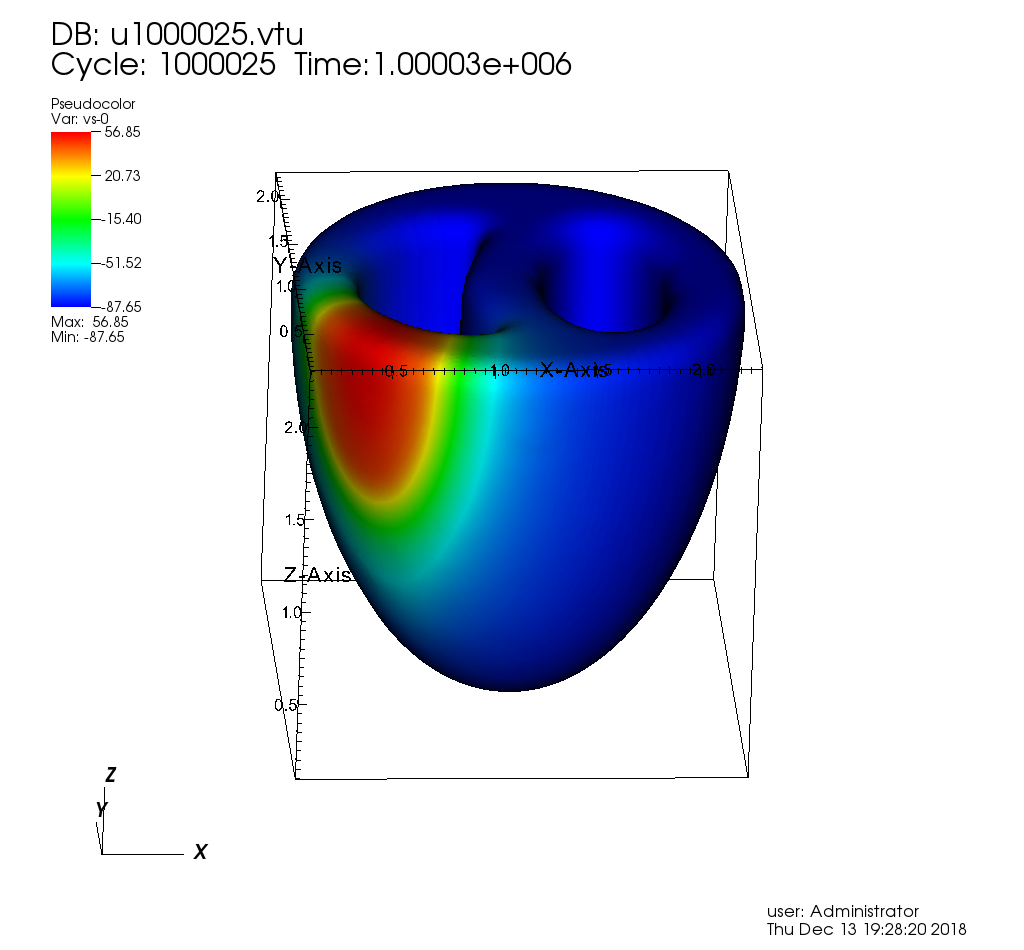 DB: u1000025.vtu
Cycle: 1000025 Time:1.00003e+006
Pseudocolor
Var: vs-0
56.85
20.73
-15.40
-51.52
-87.65
Max: 56.85
Min: -87.65
2.0
1.5
Y-Axis
1.0
0.5
0.5 1.0 X-Axis 1.5 2.0
2.0
1.5
Z-Axis
1.0
0.5
Z
Y
X
user: Administrator
Thu Dec 13 19:28:20 2018